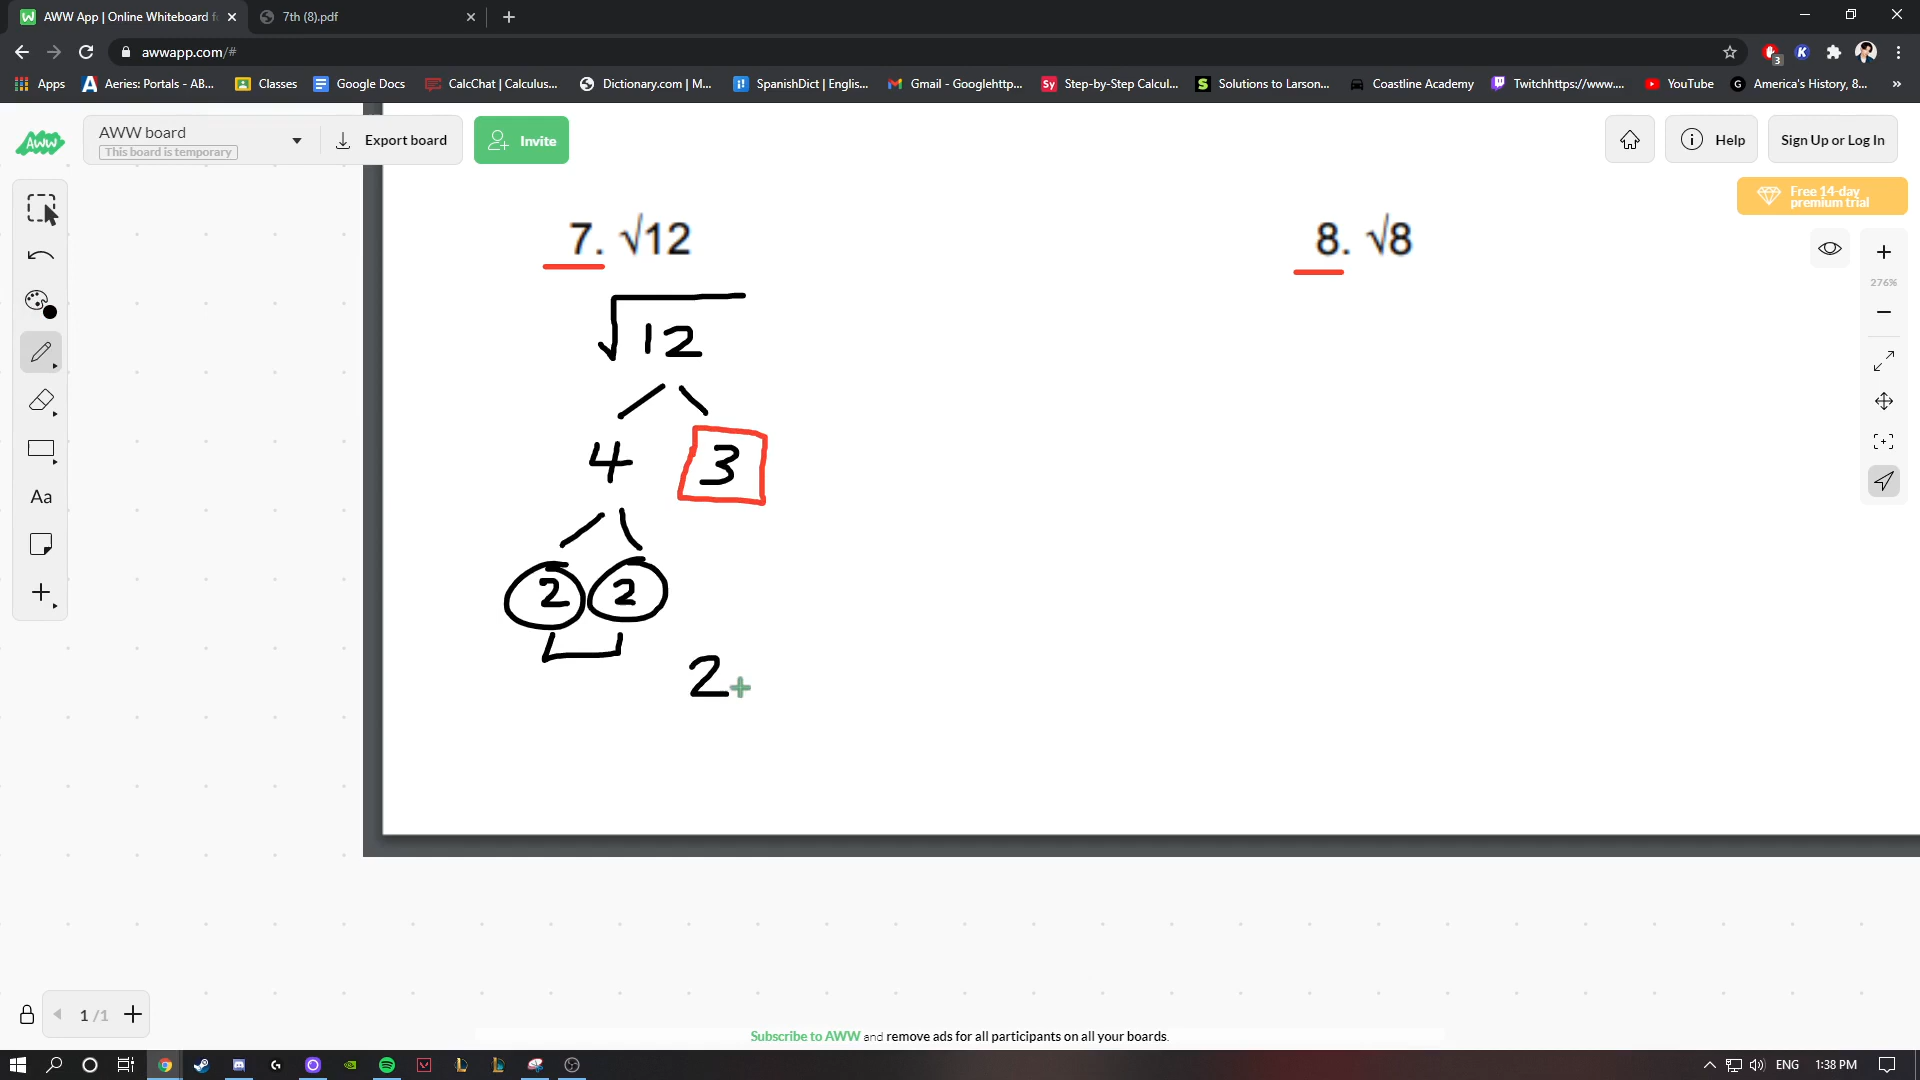 AWW App | Online Whiteboard fo
7th (8).pdf
awwapp.com/#
3
Apps
Aeries: Portals - AB...
Classes
Google Docs
CalcChat | Calculus...
Dictionary.com | M...
SpanishDict | Englis...
Gmail - Googlehttp...
Sy Step-by-Step Calcul...
S Solutions to Larson...
Coastline Academy
Twitchhttps://www....
YouTube
G America's History, 8...
»
AWW
AWW board
This board is temporary
Export board
Invite
Help
Sign Up or Log In
Free 14-day
premium trial
276%
Aa
7. √12
8. √8
√12
4 3
2 2
2
1 /1
Subscribe to AWW and remove ads for all participants on all your boards.
ENG
1:38 PM